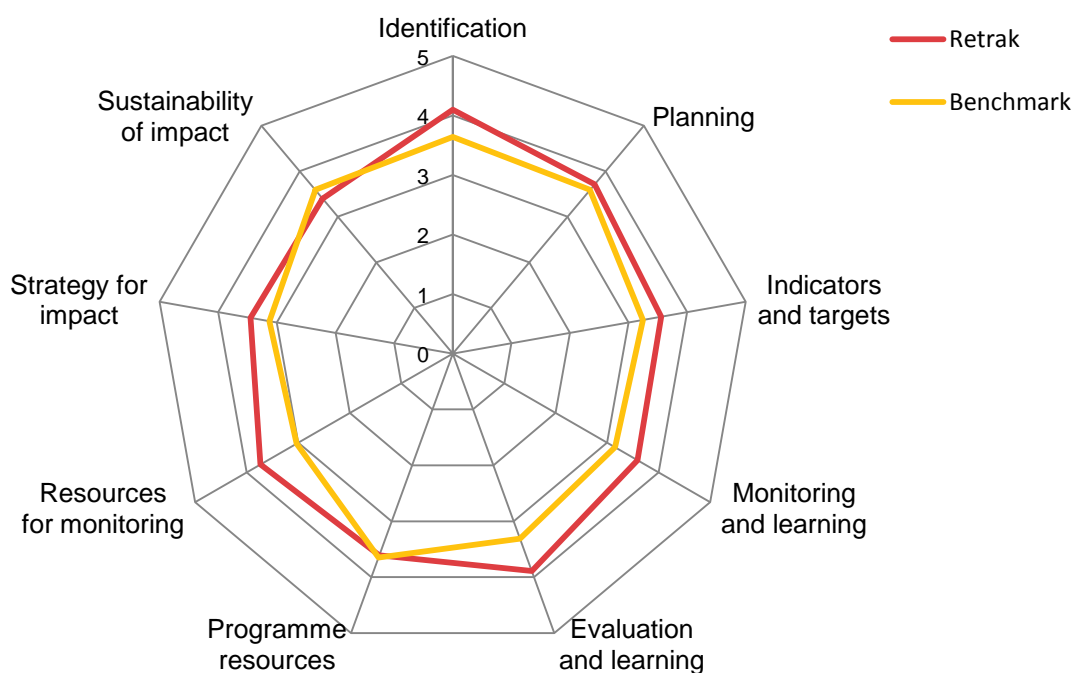 Identification
Retrak
Benchmark
5
4
3
2
1
0
Planning
Indicators
and targets
Monitoring
and learning
Evaluation
and learning
Programme
resources
Resources
for monitoring
Strategy for
impact
Sustainability
of impact